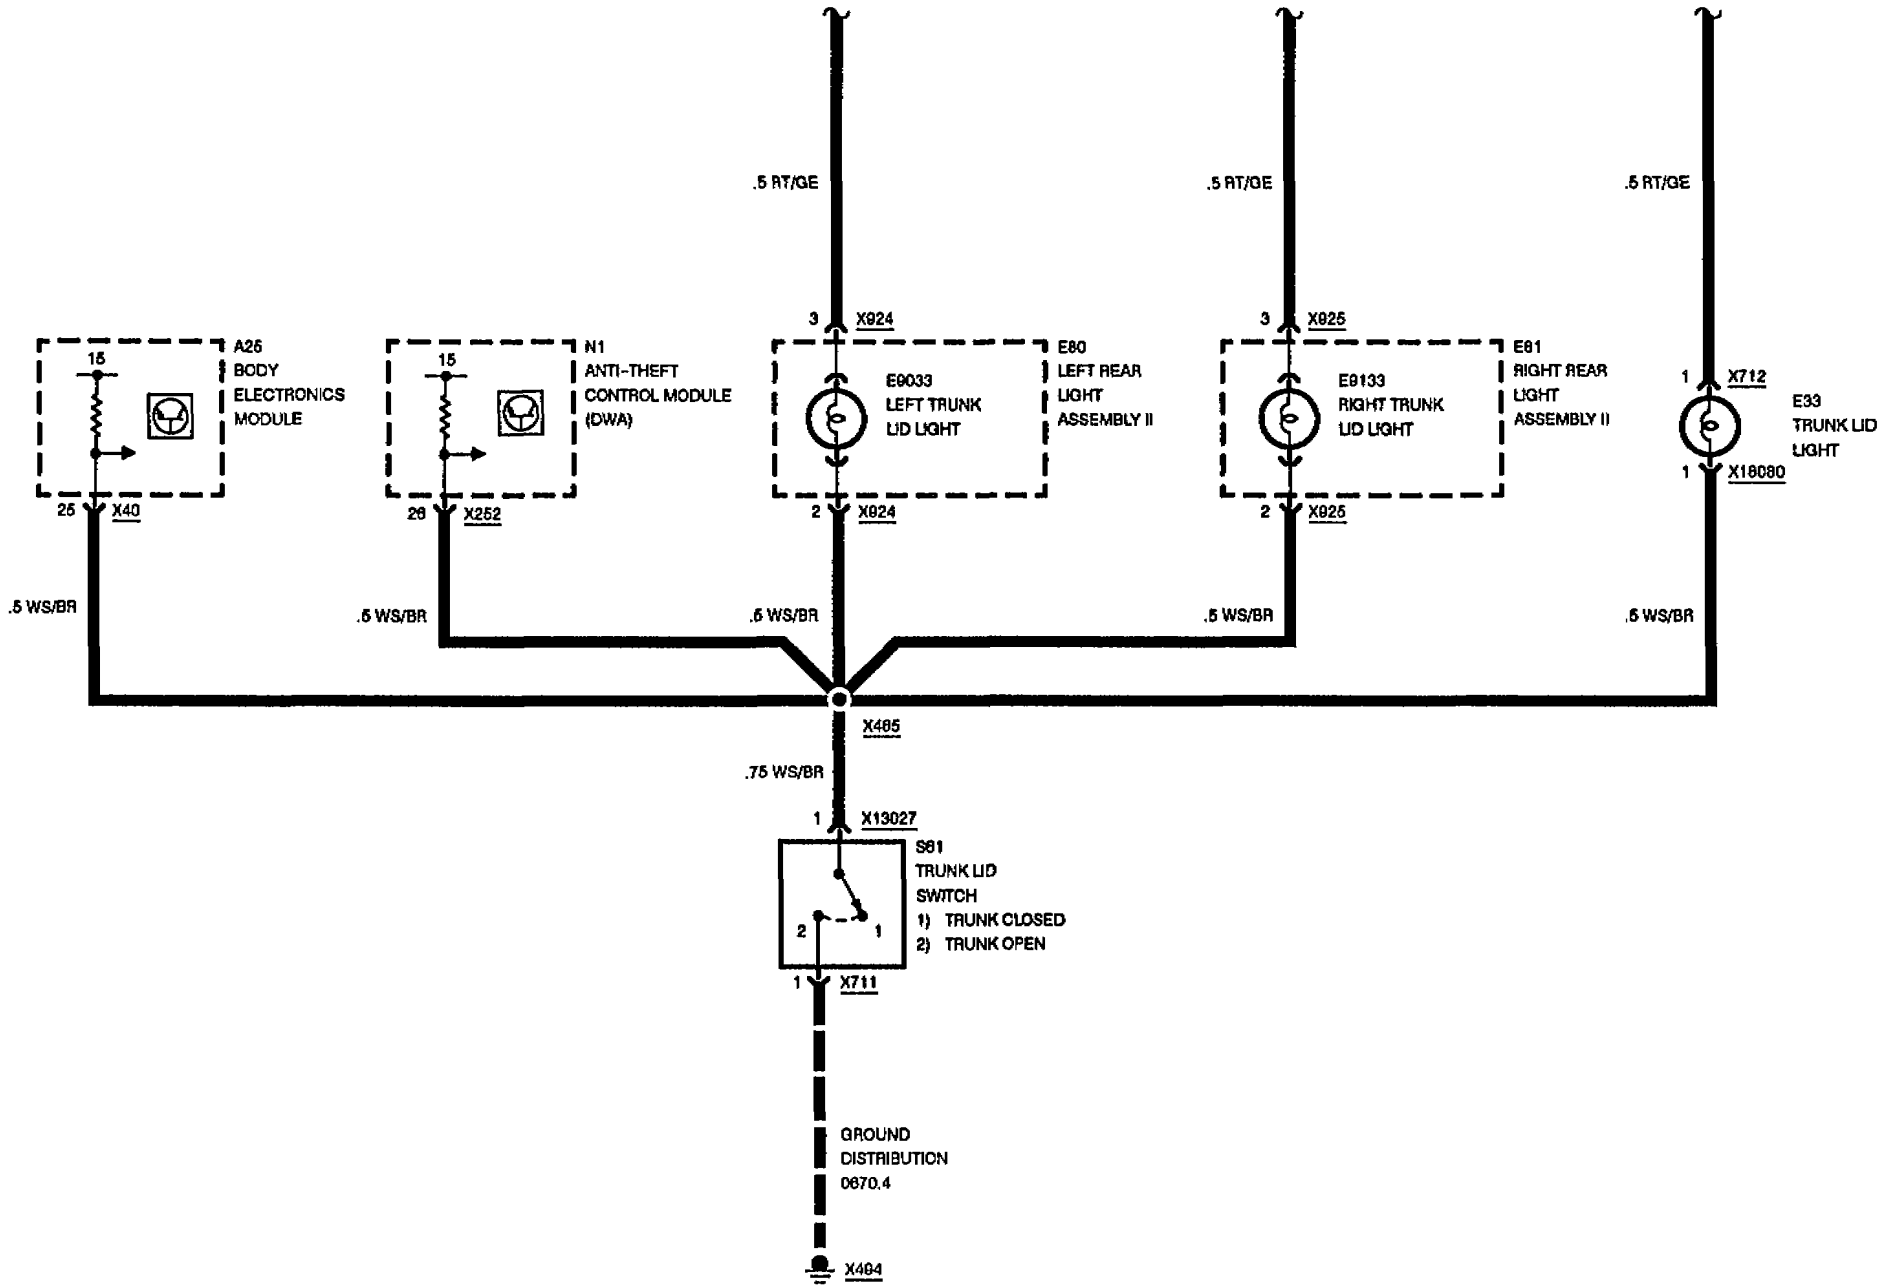 .5 RT/GE
.5 RT/GE
.5 RT/GE
3 X924
3 X925
15
A25
BODY
ELECTRONICS
MODULE
15
N1
ANTI-THEFT
CONTROL MODULE
(DWA)
E9033
LEFT TRUNK
LID LIGHT
E80
LEFT REAR
LIGHT
ASSEMBLY II
E9133
RIGHT TRUNK
LID LIGHT
E81
RIGHT REAR
LIGHT
ASSEMBLY II
1 X712
E33
TRUNK LID
LIGHT
1 X18080
25 X40
26 X252
2 X924
2 X925
.5 WS/BR
.5 WS/BR
.5 WS/BR
.5 WS/BR
.5 WS/BR
X465
.75 WS/BR
1 X13027
S61
TRUNK LID
SWITCH
1) TRUNK CLOSED
2) TRUNK OPEN
2 1
1 X711
GROUND
DISTRIBUTION
0670.4
X494